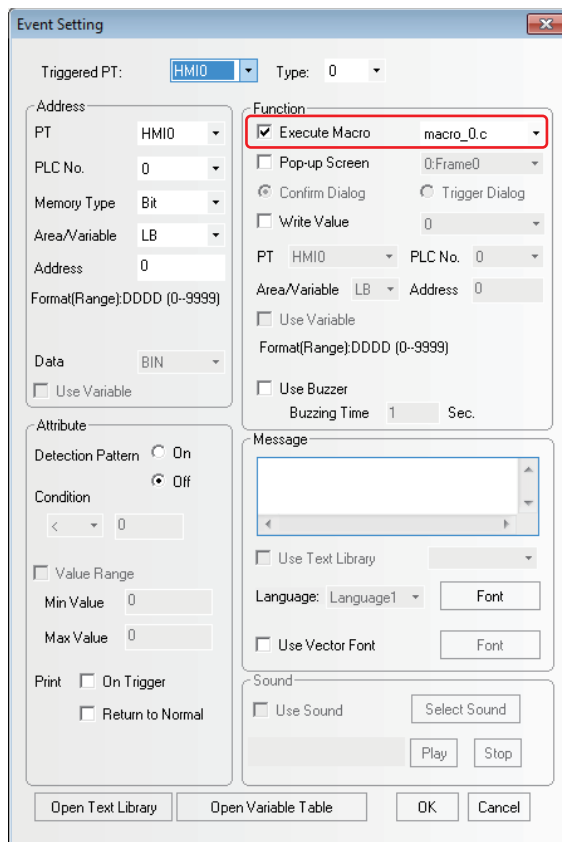 Event Setting
Triggered PT: HMI0 Type: 0
Address
PT HMI0
PLC No. 0
Memory Type Bit
Area/Variable LB
Address 0
Format(Range):DDDD (0--9999)
Data BIN
Use Variable
Attribute
Detection Pattern On
Off
Condition
< 0
Value Range
Min Value 0
Max Value 0
Print On Trigger
Return to Normal
Function
Execute Macro macro_0.c
Pop-up Screen 0:Frame0
Confirm Dialog Trigger Dialog
Write Value 0
PT HMI0 PLC No. 0
Area/Variable LB Address 0
Use Variable
Format(Range):DDDD (0--9999)
Use Buzzer
Buzzing Time 1 Sec.
Message
Use Text Library
Language: Language1 Font
Use Vector Font Font
Sound
Use Sound Select Sound
Play Stop
Open Text Library Open Variable Table OK Cancel